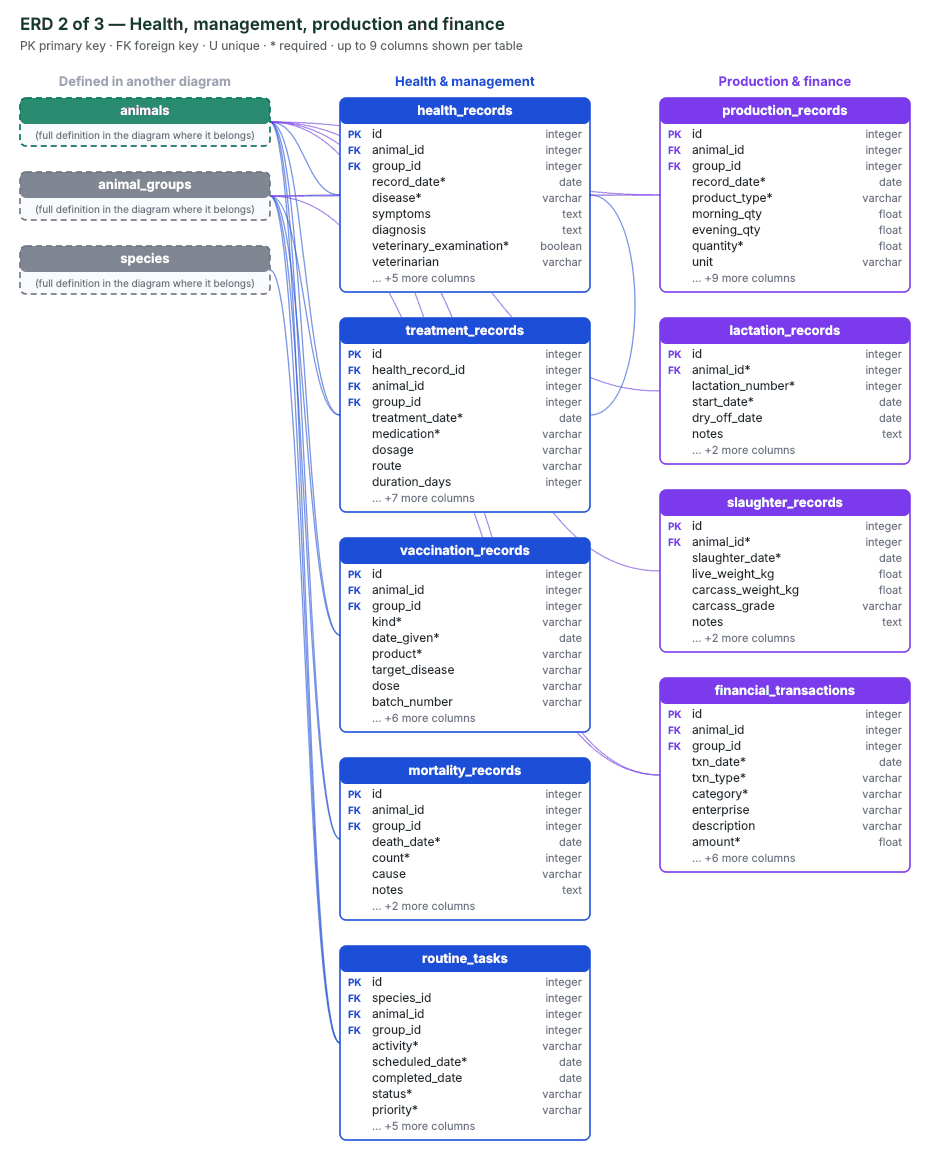 ERD 2 of 3 — Health, management, production and finance
PK primary key · FK foreign key · U unique · * required · up to 9 columns shown per table
Defined in another diagram
animals
(full definition in the diagram where it belongs)
animal_groups
(full definition in the diagram where it belongs)
species
(full definition in the diagram where it belongs)
Health & management
health_records
PK id integer
FK animal_id integer
FK group_id integer
record_date* date
disease* varchar
symptoms text
diagnosis text
veterinary_examination* boolean
veterinarian varchar
... +5 more columns
treatment_records
PK id integer
FK health_record_id integer
FK animal_id integer
FK group_id integer
treatment_date* date
medication* varchar
dosage varchar
route varchar
duration_days integer
... +7 more columns
vaccination_records
PK id integer
FK animal_id integer
FK group_id integer
kind* varchar
date_given* date
product* varchar
target_disease varchar
dose varchar
batch_number varchar
... +6 more columns
mortality_records
PK id integer
FK animal_id integer
FK group_id integer
death_date* date
count* integer
cause varchar
notes text
... +2 more columns
routine_tasks
PK id integer
FK species_id integer
FK animal_id integer
FK group_id integer
activity* varchar
scheduled_date* date
completed_date date
status* varchar
priority* varchar
... +5 more columns
Production & finance
production_records
PK id integer
FK animal_id integer
FK group_id integer
record_date* date
product_type* varchar
morning_qty float
evening_qty float
quantity* float
unit varchar
... +9 more columns
lactation_records
PK id integer
FK animal_id* integer
lactation_number* integer
start_date* date
dry_off_date date
notes text
... +2 more columns
slaughter_records
PK id integer
FK animal_id* integer
slaughter_date* date
live_weight_kg float
carcass_weight_kg float
carcass_grade varchar
notes text
... +2 more columns
financial_transactions
PK id integer
FK animal_id integer
FK group_id integer
txn_date* date
txn_type* varchar
category* varchar
enterprise varchar
description varchar
amount* float
... +6 more columns